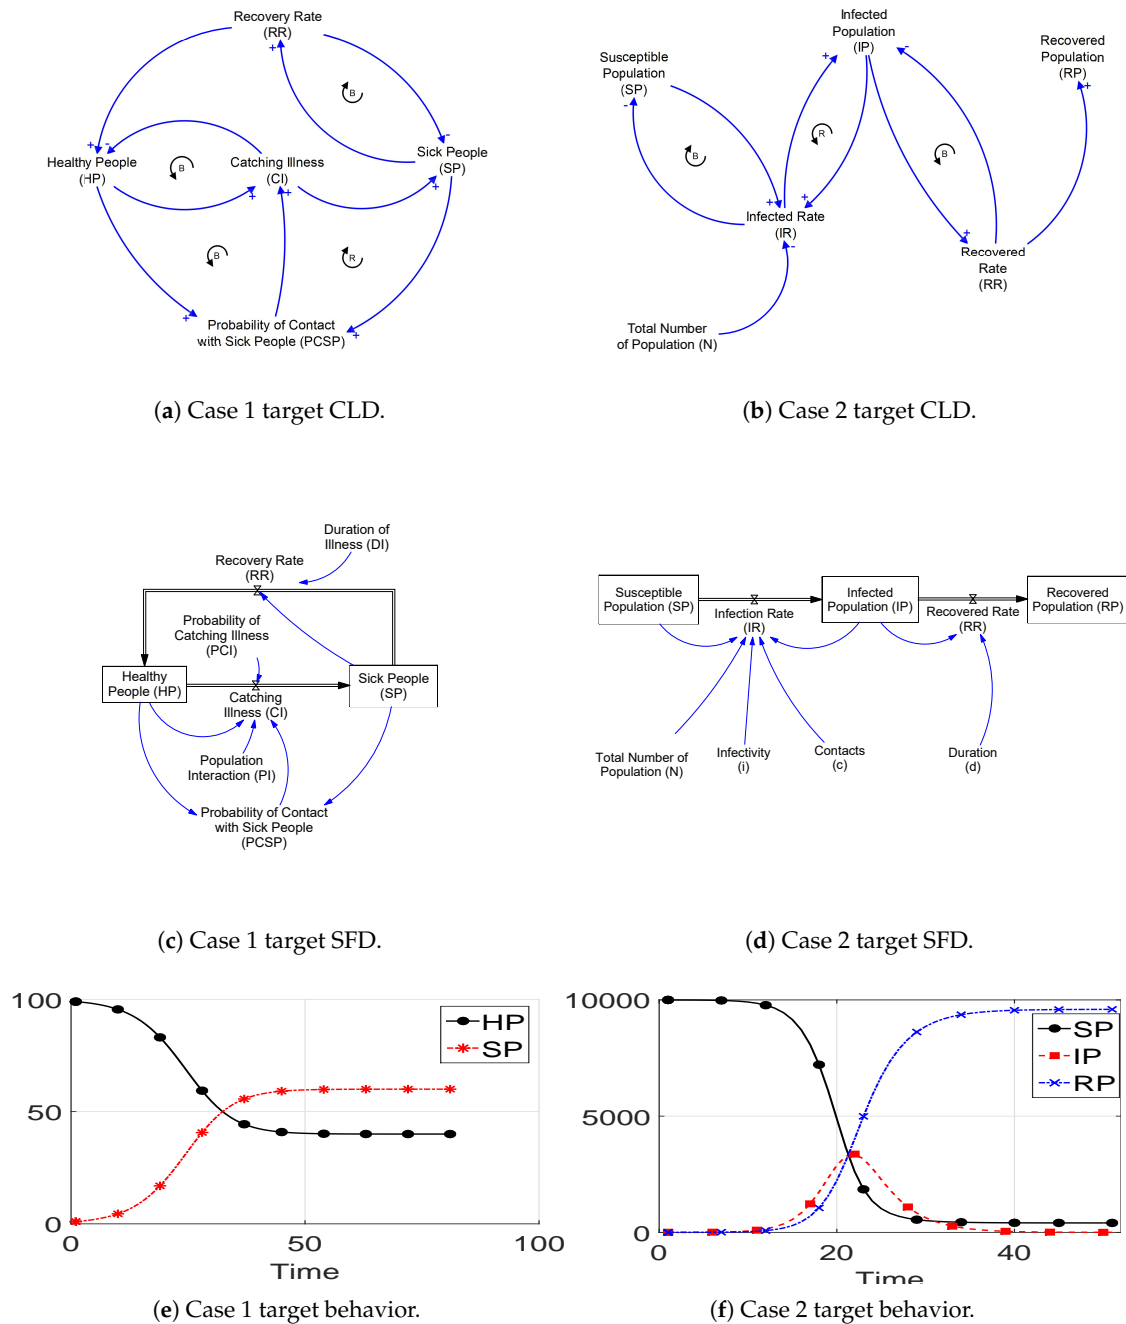 Recovery Rate
(RR)
+
B
-
+
-
Healthy People
(HP)
B
Catching Illness
(CI)
+
+
Sick People
(SP)
+
B
R
+
Probability of Contact
with Sick People (PCSP)
+
Infected
Population
(IP)
+
-
Susceptible
Population
(SP)
-
Recovered
Population
(RP)
+
B
R
B
+
+
Infected Rate
(IR)
-
+
Recovered
Rate
(RR)
Total Number
of Population (N)
(a) Case 1 target CLD.
(b) Case 2 target CLD.
Duration of
Illness (DI)
Recovery Rate
(RR)
Probability of
Catching Illness
(PCI)
Healthy
People (HP)
Sick People
(SP)
Catching
Illness (CI)
Population
Interaction (PI)
Probability of Contact
with Sick People
(PCSP)
Susceptible
Population (SP)
Infection Rate
(IR)
Infected
Population (IP)
Recovered Rate
(RR)
Recovered
Population (RP)
Total Number of
Population (N)
Infectivity
(i)
Contacts
(c)
Duration
(d)
(c) Case 1 target SFD.
(d) Case 2 target SFD.
100
50
0
0
50
100
Time
HP
SP
10000
5000
0
0
20
40
Time
SP
IP
RP
(e) Case 1 target behavior.
(f) Case 2 target behavior.